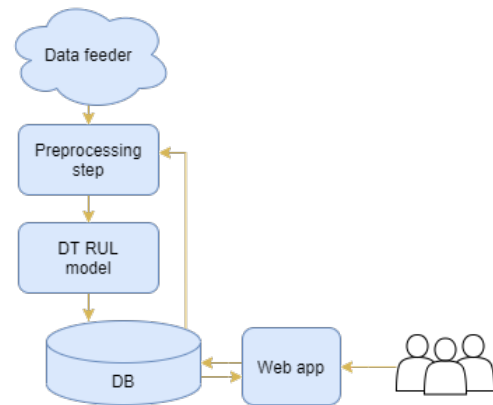 Data feeder
Preprocessing
step
DT RUL
model
DB
Web app